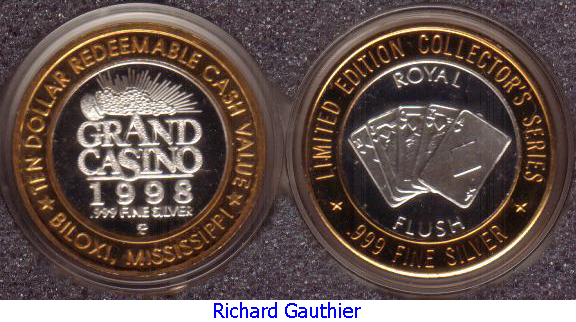 TEN DOLLAR REDEEMABLE CASH VALUE
GRAND
CASINO
1998
.999 FINE SILVER
G
BILOXI, MISSISSIPPI
LIMITED EDITION COLLECTOR'S SERIES
ROYAL
FLUSH
.999 FINE SILVER
Richard Gauthier